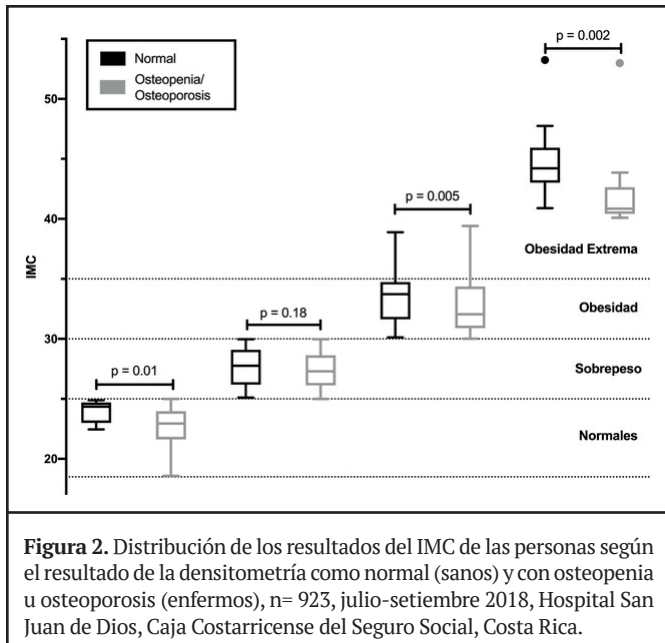 p = 0.002
Normal
Osteopenia/
Osteoporosis
50
p = 0.005
40
IMC
Obesidad Extrema
p = 0.18
Obesidad
30
p = 0.01
Sobrepeso
Normales
20
Figura 2. Distribución de los resultados del IMC de las personas según
el resultado de la densitometría como normal (sanos) y con osteopenia
u osteoporosis (enfermos), n= 923, julio-setiembre 2018, Hospital San
Juan de Dios, Caja Costarricense del Seguro Social, Costa Rica.